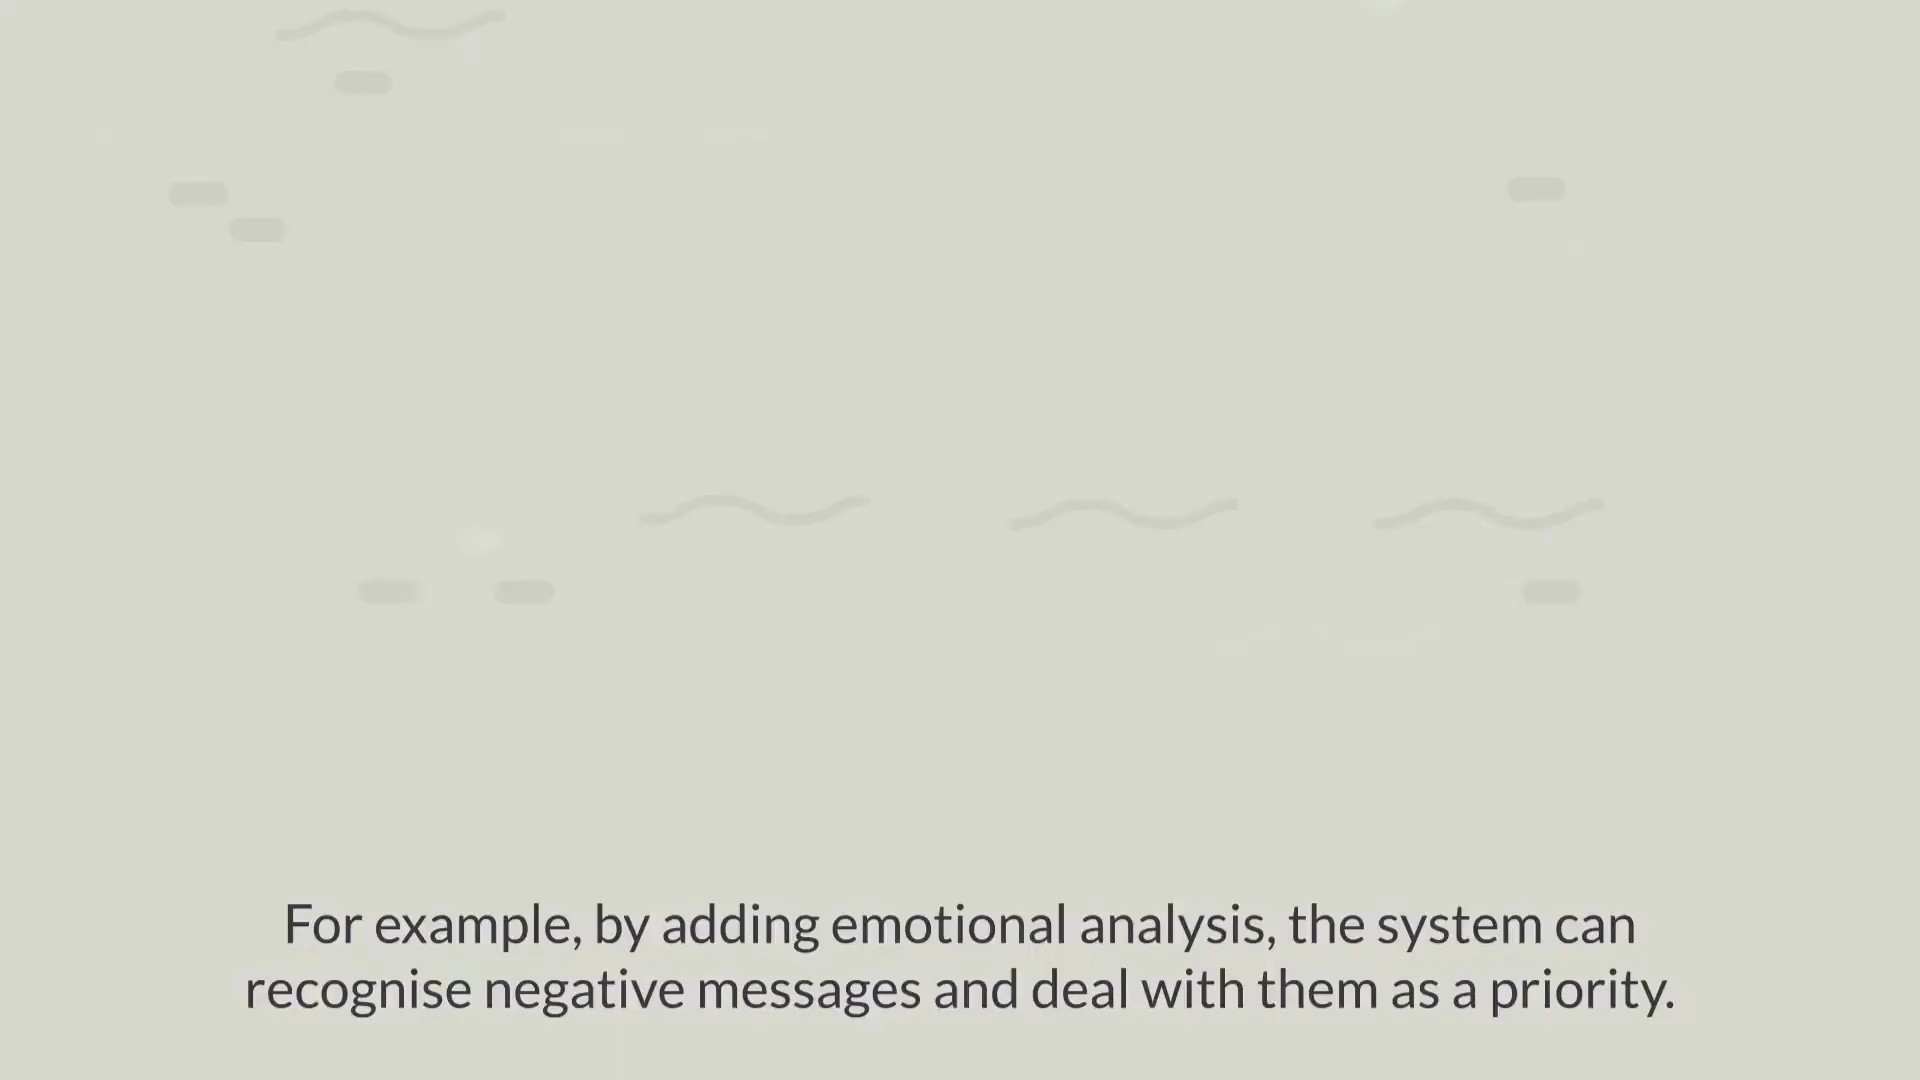 For example, by adding emotional analysis, the system can
recognise negative messages and deal with them as a priority.